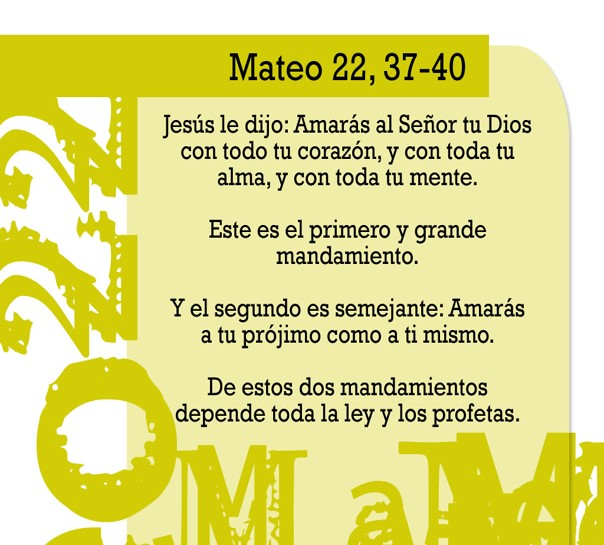 Mateo 22, 37-40
Jesús le dijo: Amarás al Señor tu Dios
con todo tu corazón, y con toda tu
alma, y con toda tu mente.
Este es el primero y grande
mandamiento.
Y el segundo es semejante: Amarás
a tu prójimo como a ti mismo.
De estos dos mandamientos
depende toda la ley y los profetas.